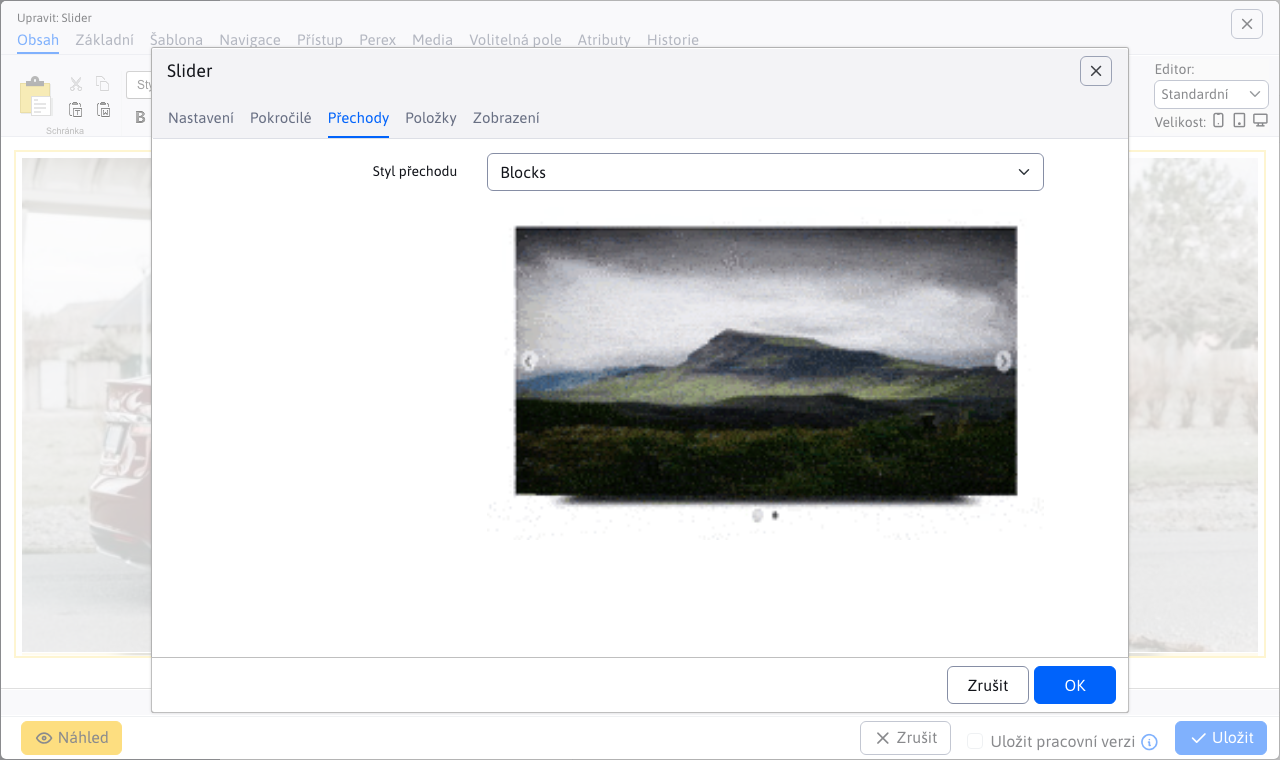 Upravit: Slider
Obsah Základní Šablona Navigace Přístup Perex Media Volitelná pole Atributy Historie
Slider
Editor:
Standardní
Sty
Velikost:
B
Schránka
Nastavení Pokročilé Přechody Položky Zobrazení
Styl přechodu Blocks
Zrušit OK
Náhled Zrušit Uložit pracovní verzi Uložit